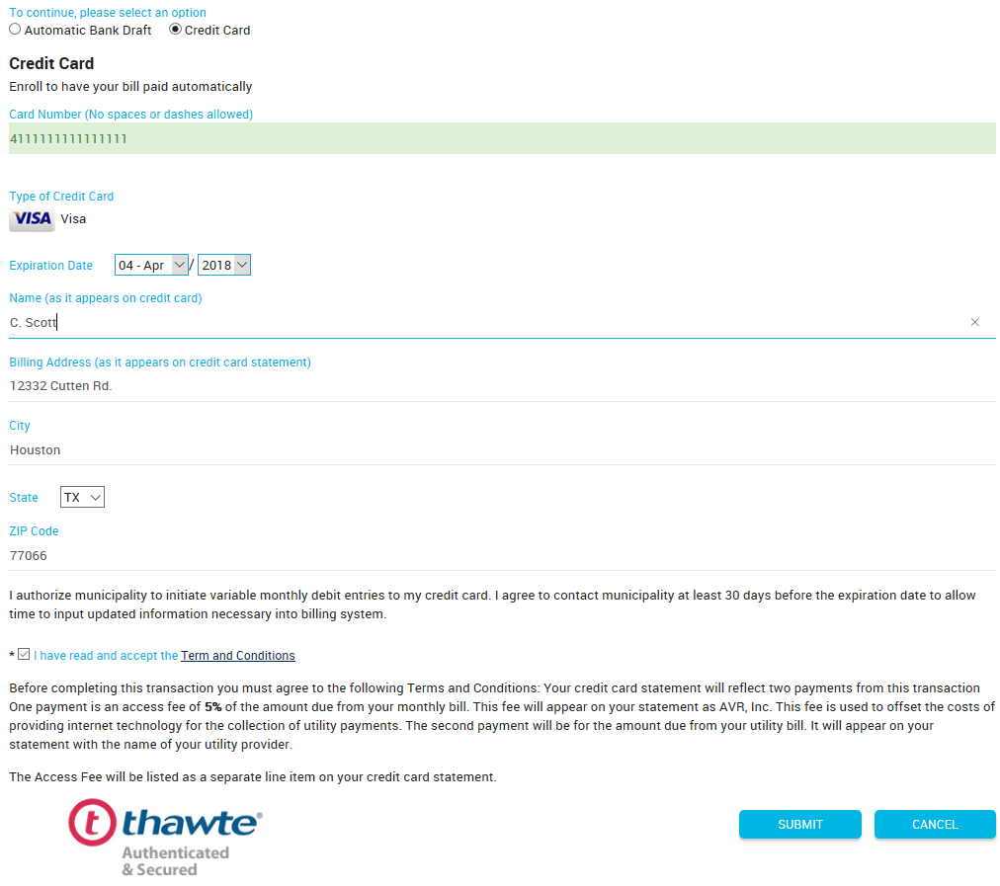 To continue, please select an option
Automatic Bank Draft Credit Card
Credit Card
Enroll to have your bill paid automatically
Card Number (No spaces or dashes allowed)
4111111111111111
Type of Credit Card
VISA Visa
Expiration Date 04 - Apr / 2018
Name (as it appears on credit card)
C. Scott
Billing Address (as it appears on credit card statement)
12332 Cutten Rd.
City
Houston
State TX
ZIP Code
77066
I authorize municipality to initiate variable monthly debit entries to my credit card. I agree to contact municipality at least 30 days before the expiration date to allow
time to input updated information necessary into billing system.
* I have read and accept the Term and Conditions
Before completing this transaction you must agree to the following Terms and Conditions: Your credit card statement will reflect two payments from this transaction
One payment is an access fee of 5% of the amount due from your monthly bill. This fee will appear on your statement as AVR, Inc. This fee is used to offset the costs of
providing internet technology for the collection of utility payments. The second payment will be for the amount due from your utility bill. It will appear on your
statement with the name of your utility provider.
The Access Fee will be listed as a separate line item on your credit card statement.
t thawte®
Authenticated
& Secured
SUBMIT CANCEL